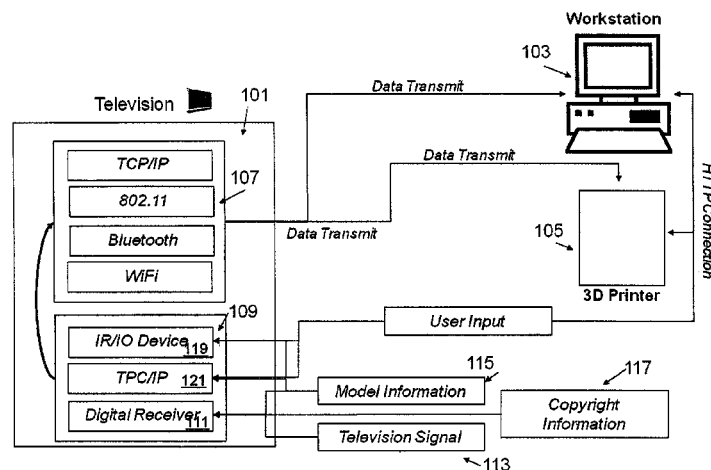 Workstation
103
Television
101
Data Transmit
Data Transmit
TCP/IP
802.11
107
Bluetooth
WiFi
Data Transmit
105
3D Printer
HTTPConnection
109
IR/IO Device
119
User Input
TPC/IP
121
Model Information
115
117
Digital Receiver
111
Copyright
Information
Television Signal
113